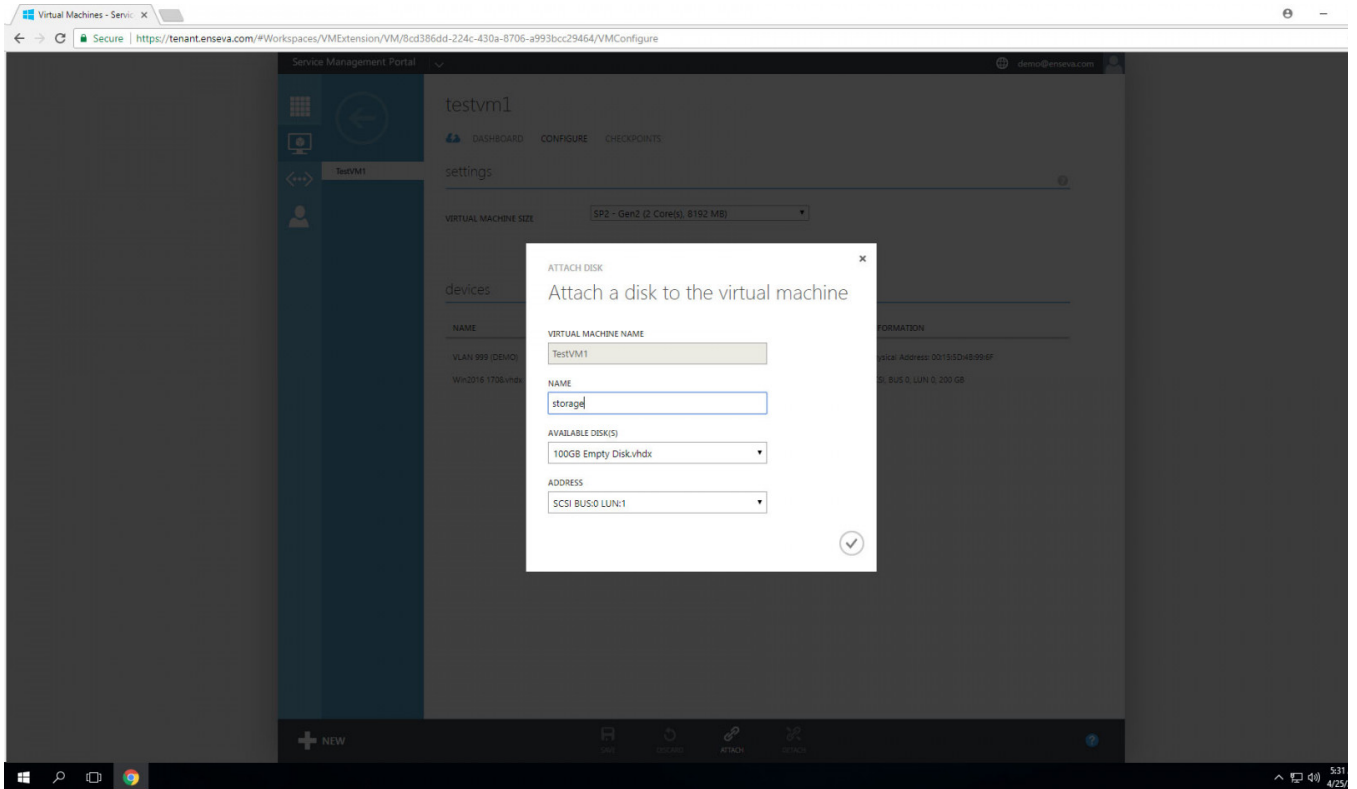 Virtual Machines - Servic
Secure | https://tenant.enseva.com/#Workspaces/VMExtension/VM/8cd386dd-224c-430a-8706-a993bcc29464/VMConfigure
Service Management Portal
demo@enseva.com
testvm1
DASHBOARD CONFIGURE CHECKPOINTS
TestVM1
settings
VIRTUAL MACHINE SIZE
SP2 - Gen2 (2 Core(s), 8192 MB)
ATTACH DISK
Attach a disk to the virtual machine
devices
NAME
VIRTUAL MACHINE NAME
FORMATION
TestVM1
VLAN 999 (DEMO)
ysical Address: 00:15:5D:48:99:6F
Win2016 1708.vhdx
SI, BUS 0, LUN 0, 200 GB
NAME
storage
AVAILABLE DISK(S)
100GB Empty Disk.vhdx
ADDRESS
SCSI BUS:0 LUN:1
NEW
SAVE DISCARD ATTACH DETACH
5:31
4/25/